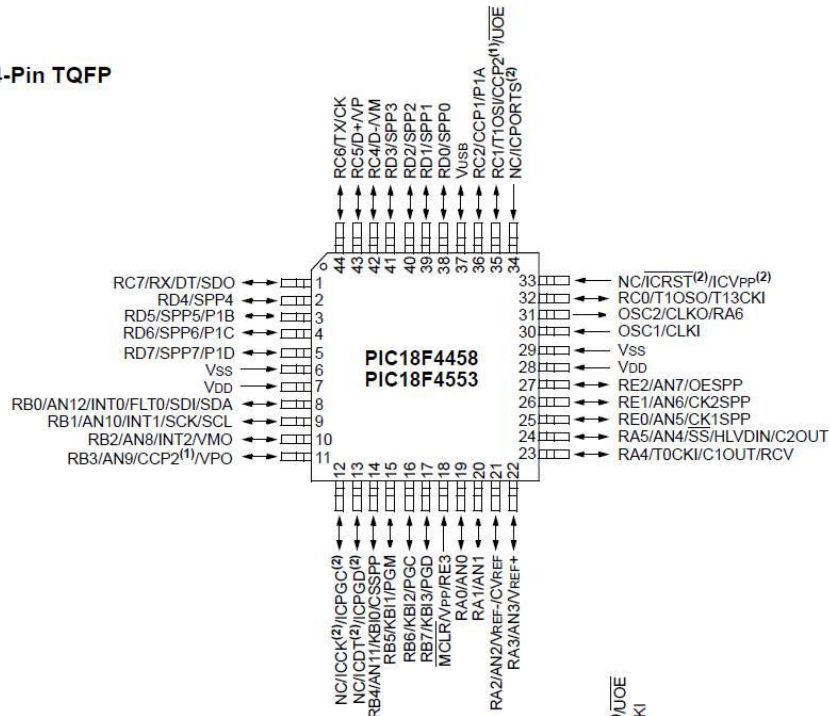 -Pin TQFP
RC6/TX/CK
RC5/D+/VP
RC4/D-/VM
RD3/SPP3
RD2/SPP2
RD1/SPP1
RD0/SPP0
VUSB
RC2/CCP1/P1A
RC1/T1OSI/CCP2(1)/UOE
NC/ICPORTS(2)
44 43 42 41 40 39 38 37 36 35 34
RC7/RX/DT/SDO 1
RD4/SPP4 2
RD5/SPP5/P1B 3
RD6/SPP6/P1C 4
RD7/SPP7/P1D 5
VSS 6
VDD 7
RB0/AN12/INT0/FLT0/SDI/SDA 8
RB1/AN10/INT1/SCK/SCL 9
RB2/AN8/INT2/VMO 10
RB3/AN9/CCP2(1)/VPO 11
PIC18F4458
PIC18F4553
33 NC/ICRST(2)/ICVPP(2)
32 RC0/T1OSO/T13CKI
31 OSC2/CLKO/RA6
30 OSC1/CLKI
29 VSS
28 VDD
27 RE2/AN7/OESPP
26 RE1/AN6/CK2SPP
25 RE0/AN5/CK1SPP
24 RA5/AN4/SS/HLVDIN/C2OUT
23 RA4/T0CKI/C1OUT/RCV
12 13 14 15 16 17 18 19 20 21 22
NC/ICCK(2)/ICPGC(2)
NC/ICDT(2)/ICPGD(2)
RB4/AN11/KBI0/CSSPP
RB5/KBI1/PGM
RB6/KBI2/PGC
RB7/KBI3/PGD
MCLR/VPP/RE3
RA0/AN0
RA1/AN1
RA2/AN2/VREF-/CVREF
RA3/AN3/VREF+
/UOE
KI